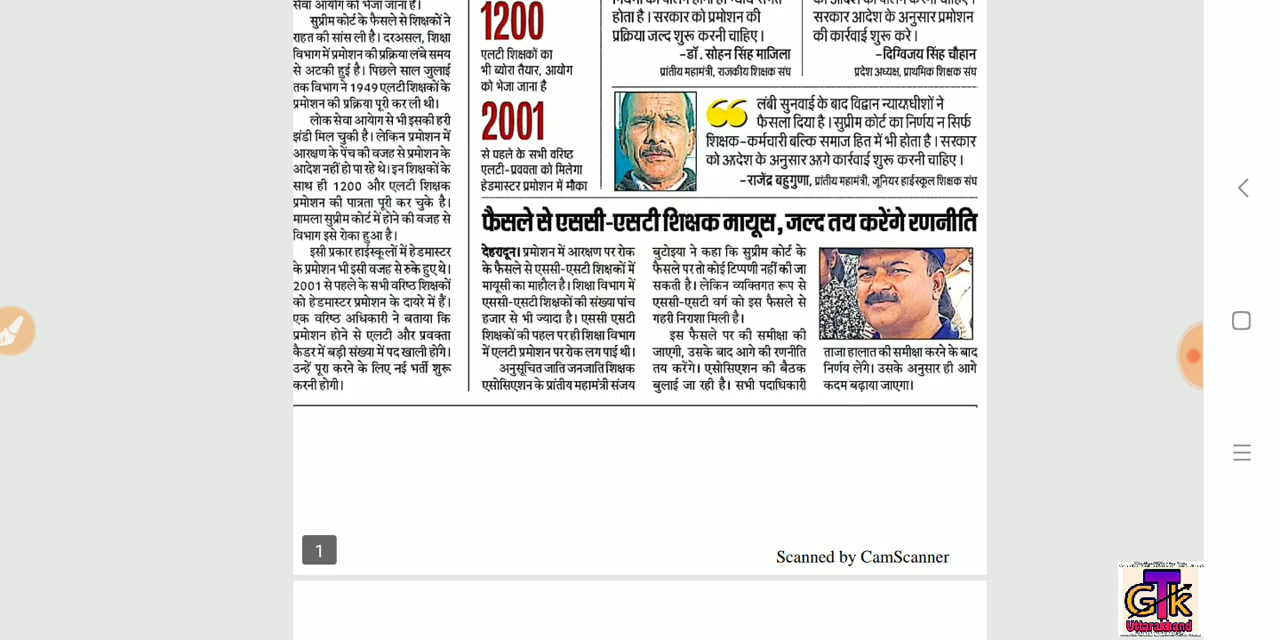 सेवा आयोग को भेजा जाना है।
सुप्रीम कोर्ट के फैसले से शिक्षकों ने
राहत की सांस ली है। दरअसल, शिक्षा
विभाग में प्रमोशन की प्रक्रिया लंबे समय
से अटकी हुई है। पिछले साल जुलाई
तक विभाग ने 1949 एलटी शिक्षकों के
प्रमोशन की प्रक्रिया पूरी कर ली थी।
लोक सेवा आयोग से भी इसकी हरी
झंडी मिल चुकी है। लेकिन प्रमोशन में
आरक्षण के पेंच की वजह से प्रमोशन के
आदेश नहीं हो पा रहे थे। इन शिक्षकों के
साथ ही 1200 और एलटी शिक्षक
प्रमोशन की पात्रता पूरी कर चुके है।
मामला सुप्रीम कोर्ट में होने की वजह से
विभाग इसे रोका हुआ है।
इसी प्रकार हाईस्कूलों में हेडमास्टर
के प्रमोशन भी इसी वजह से रुके हुए थे।
2001 से पहले के सभी वरिष्ठ शिक्षकों
को हेडमास्टर प्रमोशन के दायरे में हैं।
एक वरिष्ठ अधिकारी ने बताया कि
प्रमोशन होने से एलटी और प्रवक्ता
कैडर में बड़ी संख्या में पद खाली होंगे।
उन्हें पूरा करने के लिए नई भर्ती शुरू
करनी होगी।
1200
एलटी शिक्षकों का
भी ब्योरा तैयार, आयोग
को भेजा जाना है
2001
से पहले के सभी वरिष्ठ
एलटी-प्रवक्ता को मिलेगा
हेडमास्टर प्रमोशन में मौका
होता है। सरकार को प्रमोशन की
प्रक्रिया जल्द शुरू करनी चाहिए।
-डॉ. सोहन सिंह माजिला
प्रांतीय महामंत्री, राजकीय शिक्षक संघ
सरकार आदेश के अनुसार प्रमोशन
की कार्रवाई शुरू करे।
-दिग्विजय सिंह चौहान
प्रदेश अध्यक्ष, प्राथमिक शिक्षक संघ
लंबी सुनवाई के बाद विद्वान न्यायाधीशों ने
फैसला दिया है। सुप्रीम कोर्ट का निर्णय न सिर्फ
शिक्षक-कर्मचारी बल्कि समाज हित में भी होता है। सरकार
को आदेश के अनुसार आगे कार्रवाई शुरू करनी चाहिए।
-राजेंद्र बहुगुणा, प्रांतीय महामंत्री, जूनियर हाईस्कूल शिक्षक संघ
फैसले से एससी-एसटी शिक्षक मायूस, जल्द तय करेंगे रणनीति
देहरादून। प्रमोशन में आरक्षण पर रोक
के फैसले से एससी-एसटी शिक्षकों में
मायूसी का माहौल है। शिक्षा विभाग में
एससी-एसटी शिक्षकों की संख्या पांच
हजार से भी ज्यादा है। एससी एसटी
शिक्षकों की पहल पर ही शिक्षा विभाग
में एलटी प्रमोशन पर रोक लग पाई थी।
अनुसूचित जाति जनजाति शिक्षक
एसोसिएशन के प्रांतीय महामंत्री संजय
बुटोइया ने कहा कि सुप्रीम कोर्ट के
फैसले पर तो कोई टिप्पणी नहीं की जा
सकती है। लेकिन व्यक्तिगत रूप से
एससी-एसटी वर्ग को इस फैसले से
गहरी निराशा मिली है।
इस फैसले पर की समीक्षा की
जाएगी, उसके बाद आगे की रणनीति
तय करेंगे। एसोसिएशन की बैठक
बुलाई जा रही है। सभी पदाधिकारी
ताजा हालात की समीक्षा करने के बाद
निर्णय लेंगे। उसके अनुसार ही आगे
कदम बढ़ाया जाएगा।
1
Scanned by CamScanner
GTk
Uttarakhand